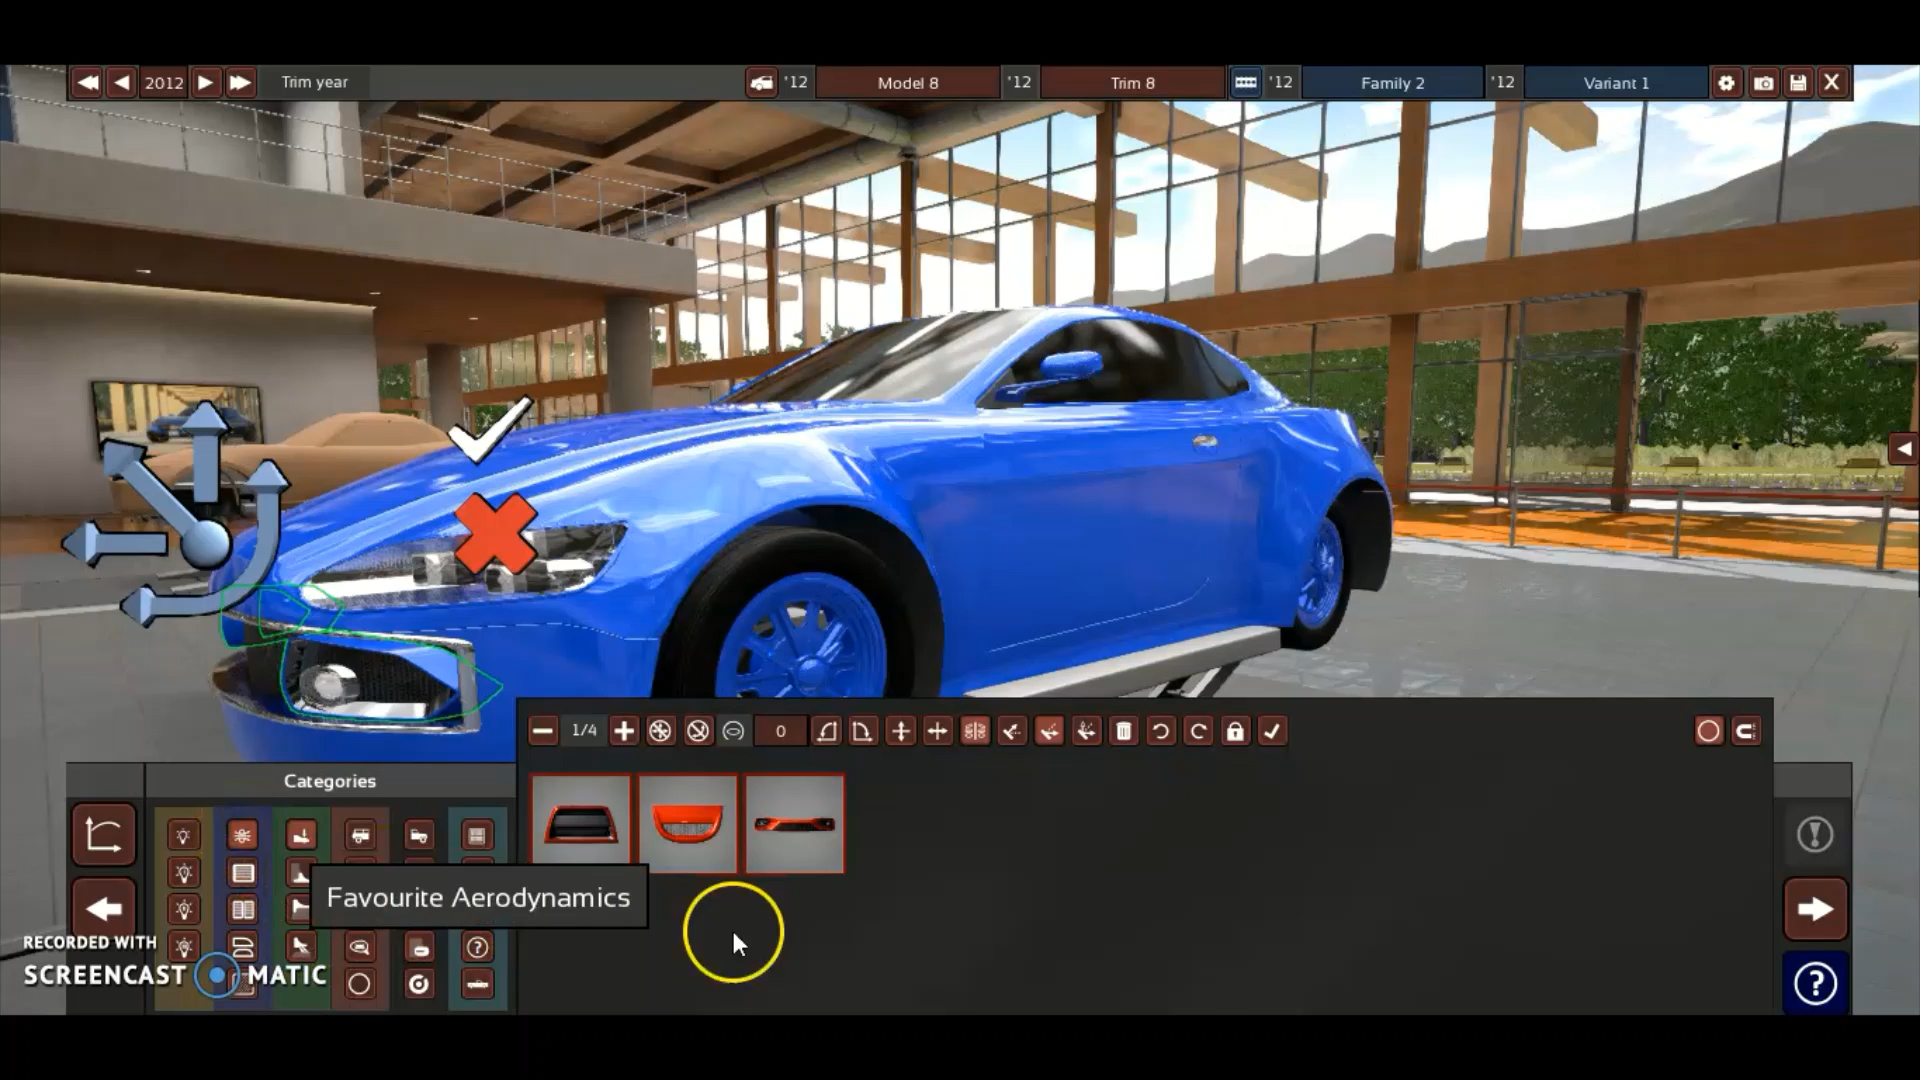 2012
Trim year
'12
Model 8
'12
Trim 8
'12
Family 2
'12
Variant 1
1/4
0
Categories
Favourite Aerodynamics
RECORDED WITH
SCREENCAST MATIC